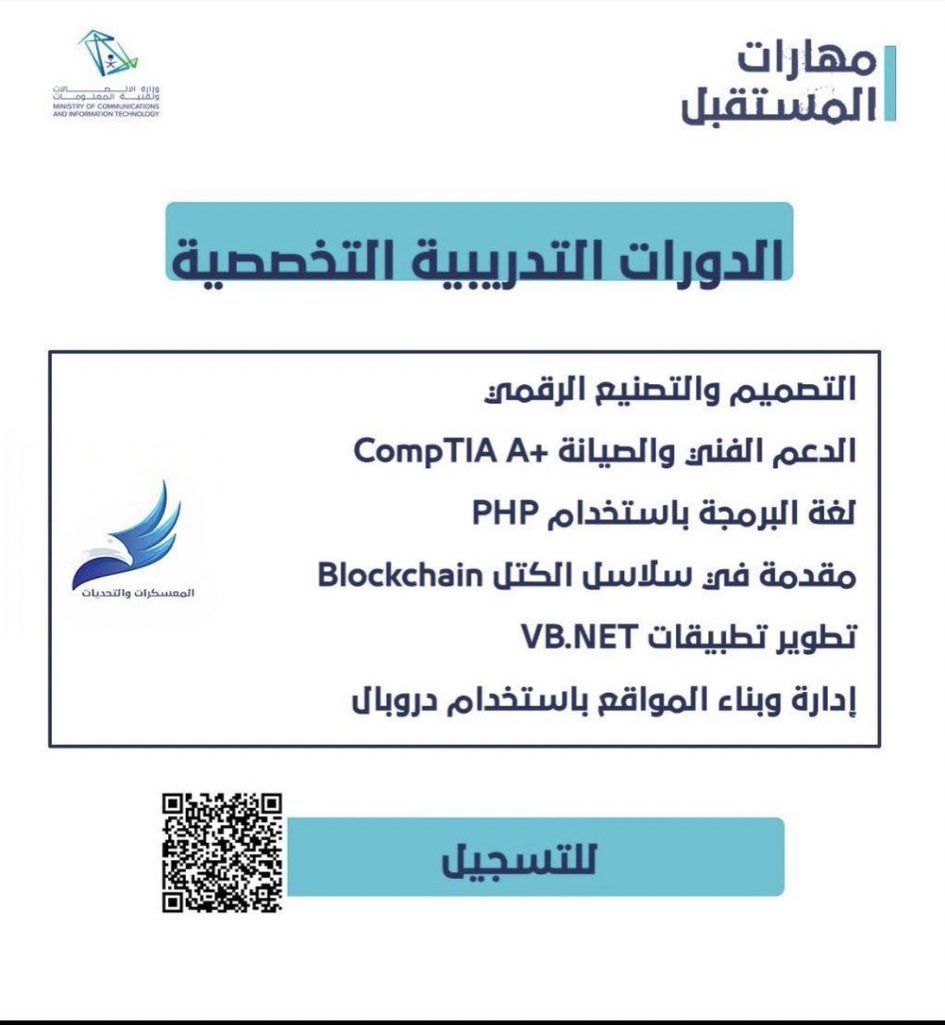 مهارات
المستقبل
وزارة الاتصالات
وتقنية المعلومات
MINISTRY OF COMMUNICATIONS
AND INFORMATION TECHNOLOGY
الدورات التدريبية التخصصية
التصميم والتصنيع الرقمي
الدعم الفني والصيانة CompTIA A+
لغة البرمجة باستخدام PHP
مقدمة في سلاسل الكتل Blockchain
تطوير تطبيقات VB.NET
إدارة وبناء المواقع باستخدام دروبال
المعسكرات والتحديات
للتسجيل